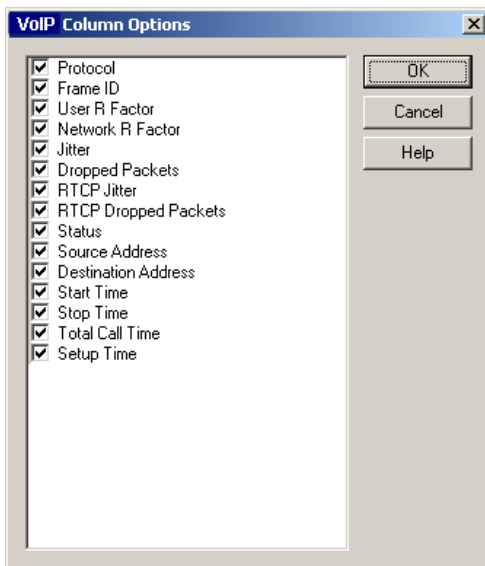 VoIP Column Options
Protocol
Frame ID
User R Factor
Network R Factor
Jitter
Dropped Packets
RTCP Jitter
RTCP Dropped Packets
Status
Source Address
Destination Address
Start Time
Stop Time
Total Call Time
Setup Time
OK
Cancel
Help